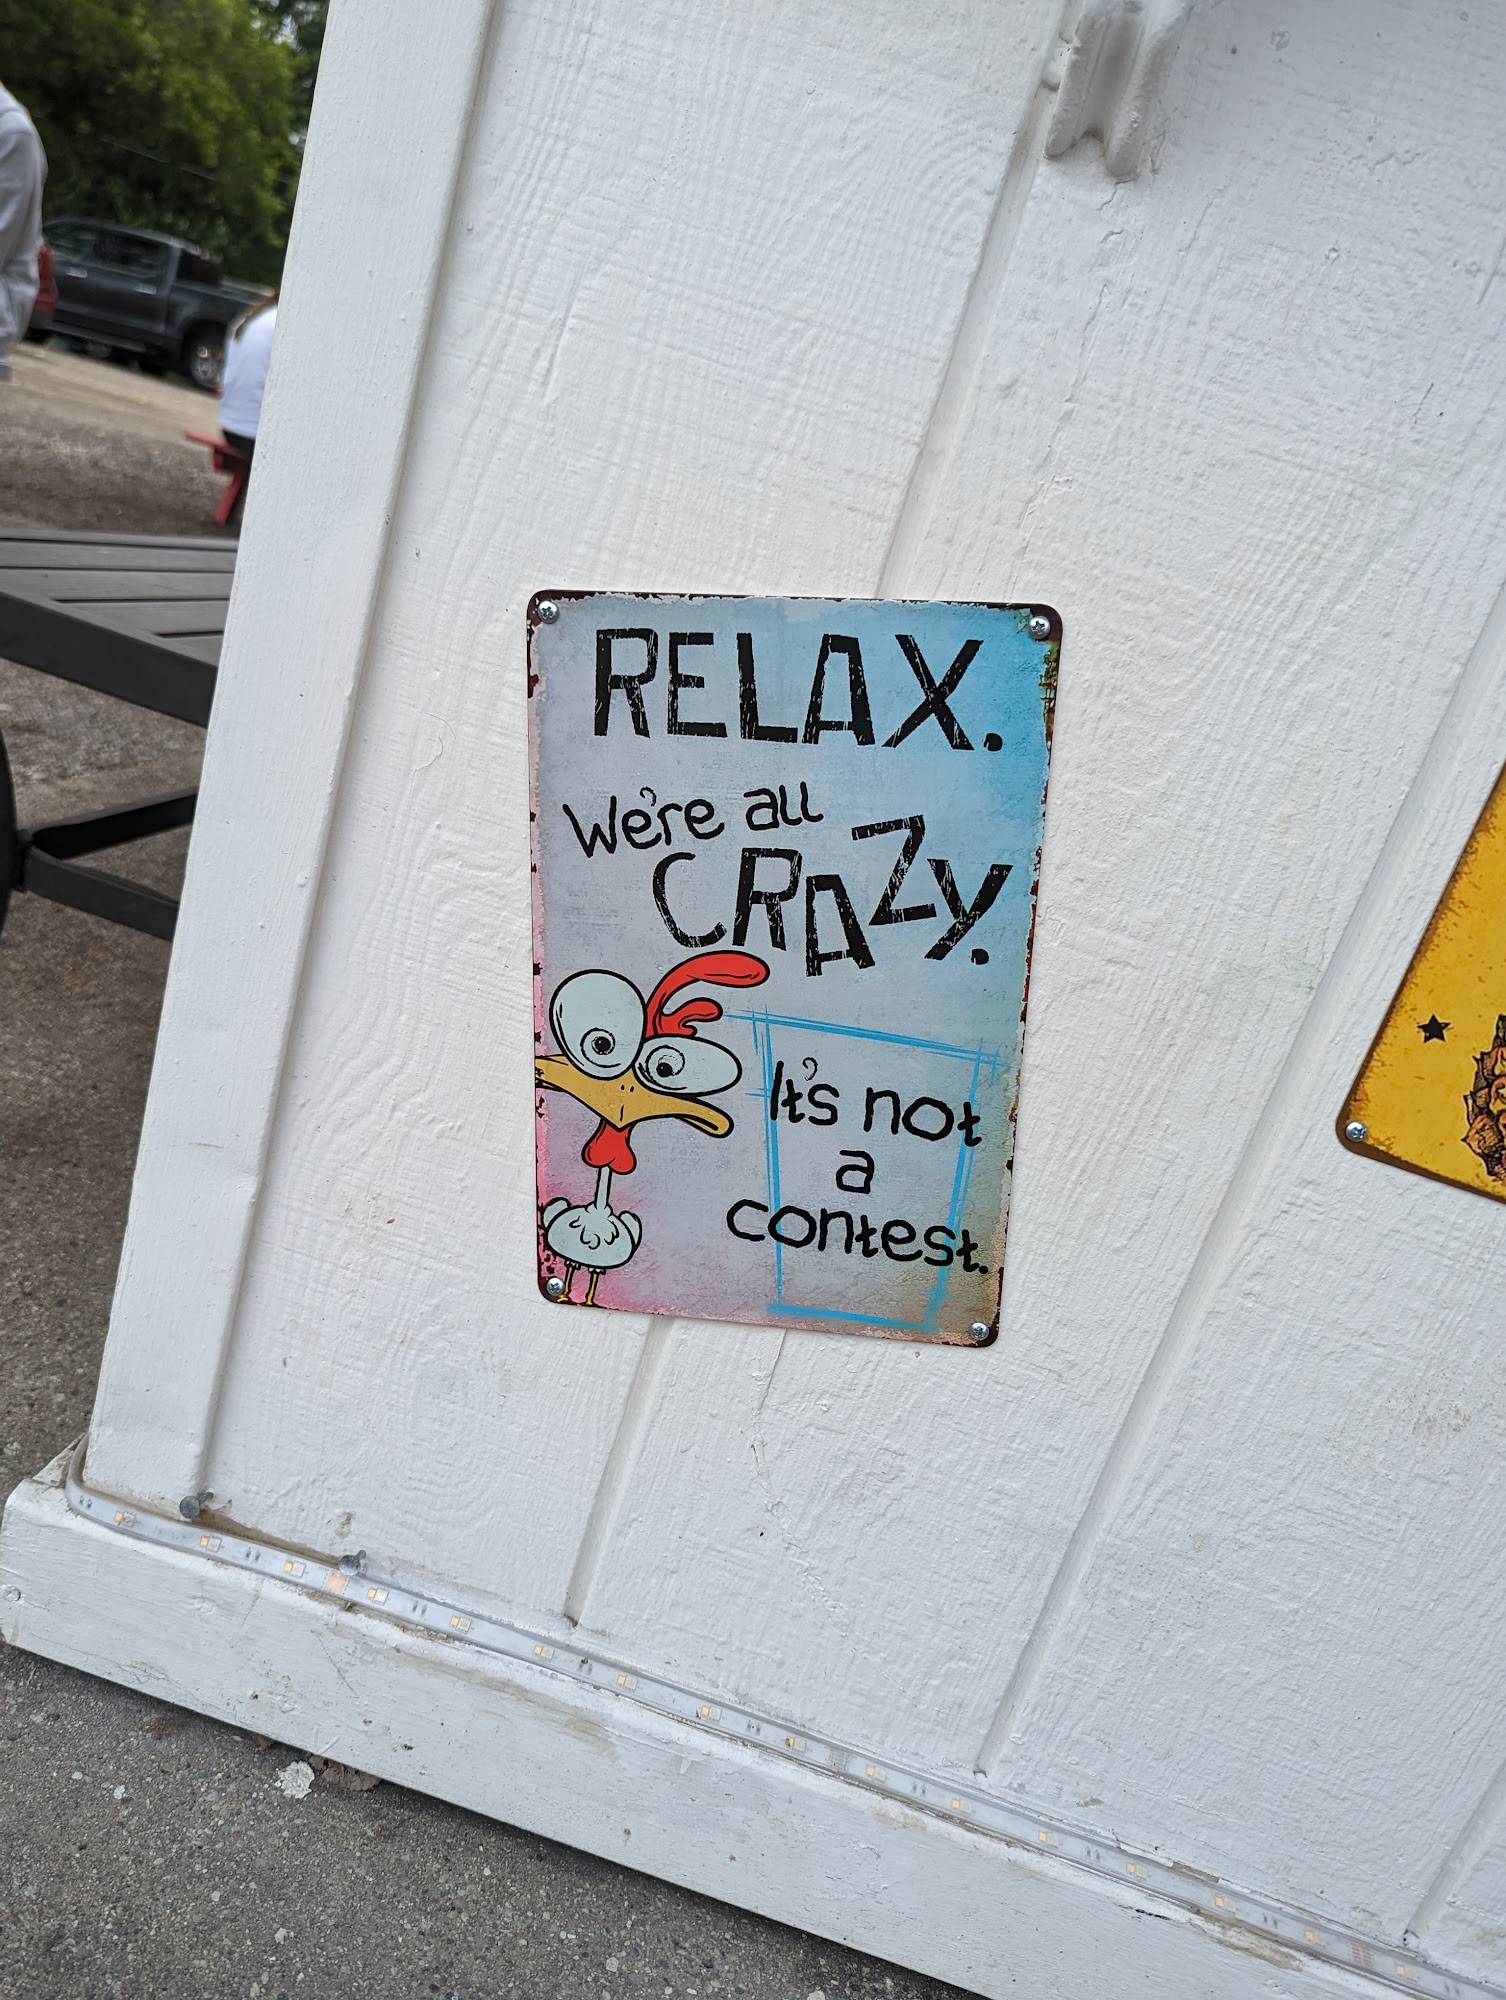 RELAX.
We're all
CRAZY.
It's not
a
contest.